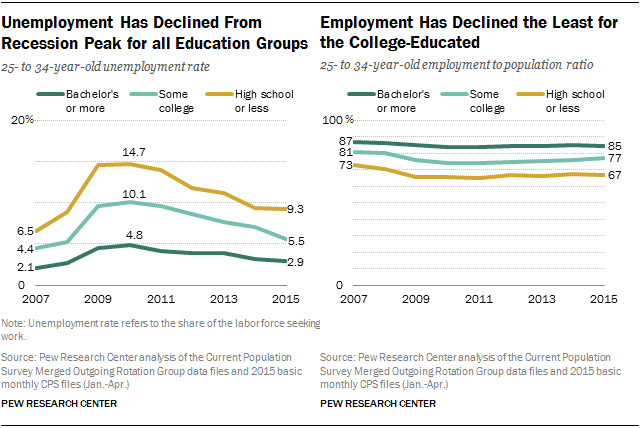 Unemployment Has Declined From
Recession Peak for all Education Groups
25- to 34-year-old unemployment rate
Bachelor's
or more
Some
college
High school
or less
20%
14.7
10.1
4.8
6.5
4.4
2.1
9.3
5.5
2.9
0
2007
2009
2011
2013
2015
Note: Unemployment rate refers to the share of the labor force seeking
work.
Source: Pew Research Center analysis of the Current Population
Survey Merged Outgoing Rotation Group data files and 2015 basic
monthly CPS files (Jan.-Apr.)
PEW RESEARCH CENTER
Employment Has Declined the Least for
the College-Educated
25- to 34-year-old employment to population ratio
Bachelor's
or more
Some
college
High school
or less
100 %
87
81
73
85
77
67
0
2007
2009
2011
2013
2015
Source: Pew Research Center analysis of the Current Population
Survey Merged Outgoing Rotation Group data files and 2015 basic
monthly CPS files (Jan.-Apr.)
PEW RESEARCH CENTER